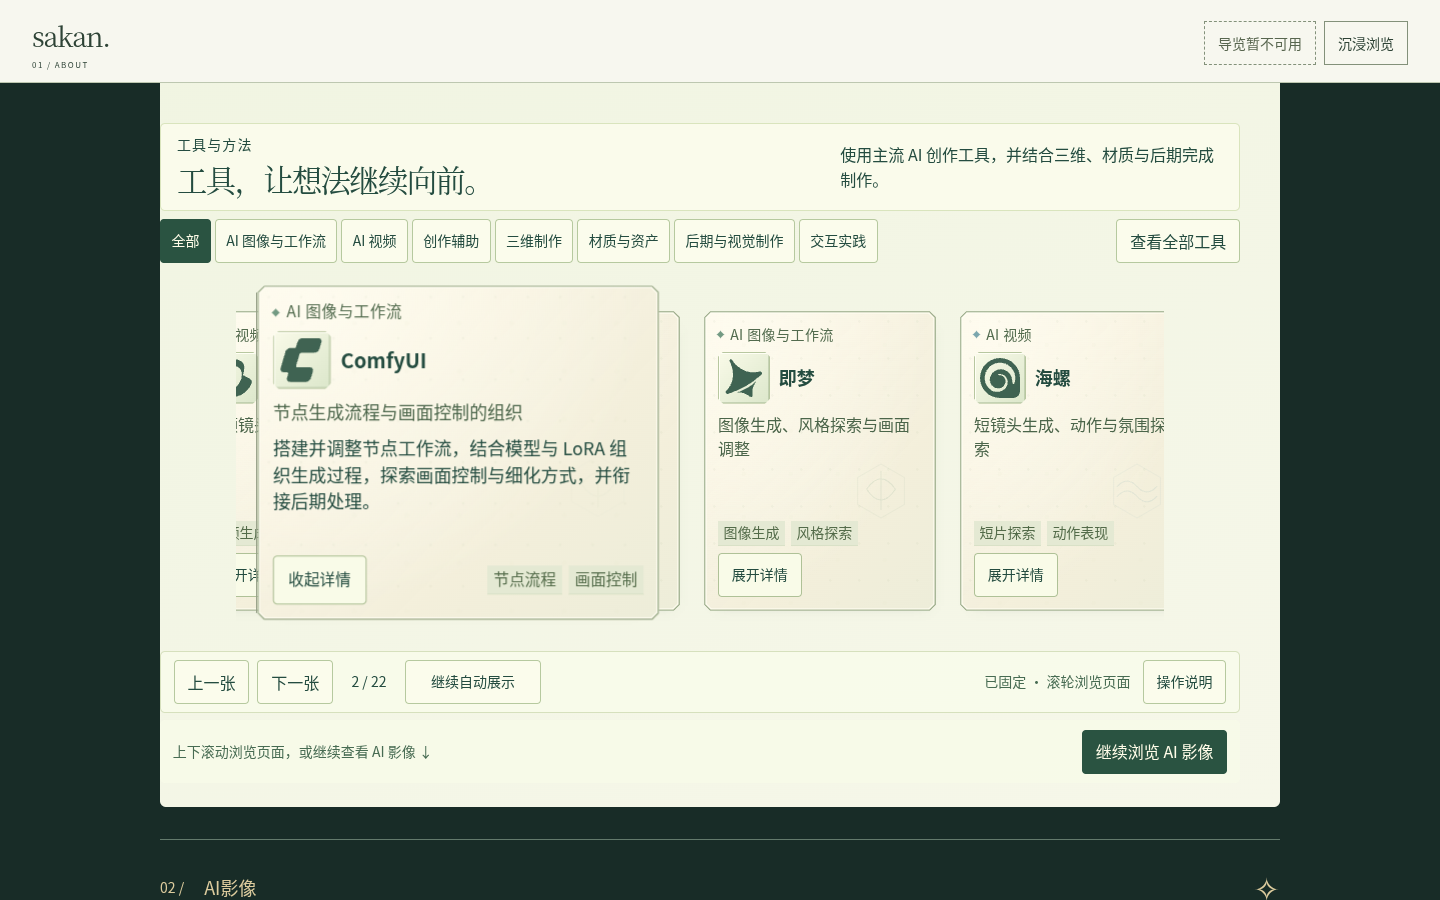 sakan.
01 / ABOUT
导览暂不可用
沉浸浏览
工具与方法
工具，让想法继续向前。
使用主流 AI 创作工具，并结合三维、材质与后期完成
制作。
全部
AI 图像与工作流
AI 视频
创作辅助
三维制作
材质与资产
后期与视觉制作
交互实践
查看全部工具
视频
AI 图像与工作流
ComfyUI
节点生成流程与画面控制的组织
搭建并调整节点工作流，结合模型与 LoRA 组
织生成过程，探索画面控制与细化方式，并衔
接后期处理。
收起详情
节点流程
画面控制
AI 图像与工作流
即梦
图像生成、风格探索与画面
调整
图像生成
风格探索
展开详情
AI 视频
海螺
短镜头生成、动作与氛围探
索
短片探索
动作表现
展开详情
上一张
下一张
2 / 22
继续自动展示
已固定 · 滚轮浏览页面
操作说明
上下滚动浏览页面，或继续查看 AI 影像 ↓
继续浏览 AI 影像
02 /
AI影像